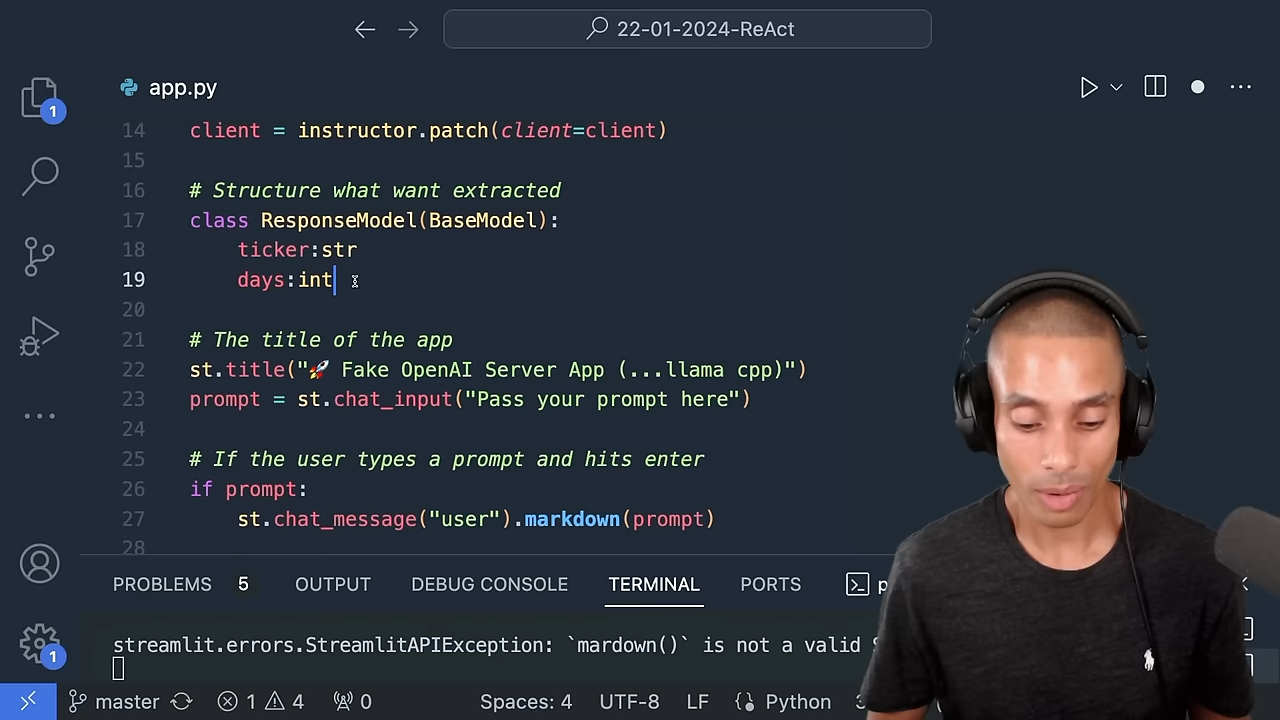 22-01-2024-ReAct
1
app.py
14 client = instructor.patch(client=client)
15
16 # Structure what want extracted
17 class ResponseModel(BaseModel):
18 ticker:str
19 days:int
20
21 # The title of the app
22 st.title("🚀 Fake OpenAI Server App (...llama cpp)")
23 prompt = st.chat_input("Pass your prompt here")
24
25 # If the user types a prompt and hits enter
26 if prompt:
27 st.chat_message("user").markdown(prompt)
28
PROBLEMS 5 OUTPUT DEBUG CONSOLE TERMINAL PORTS
streamlit.errors.StreamlitAPIException: `mardown()` is not a valid
1
master 1 4 0 Spaces: 4 UTF-8 LF Python